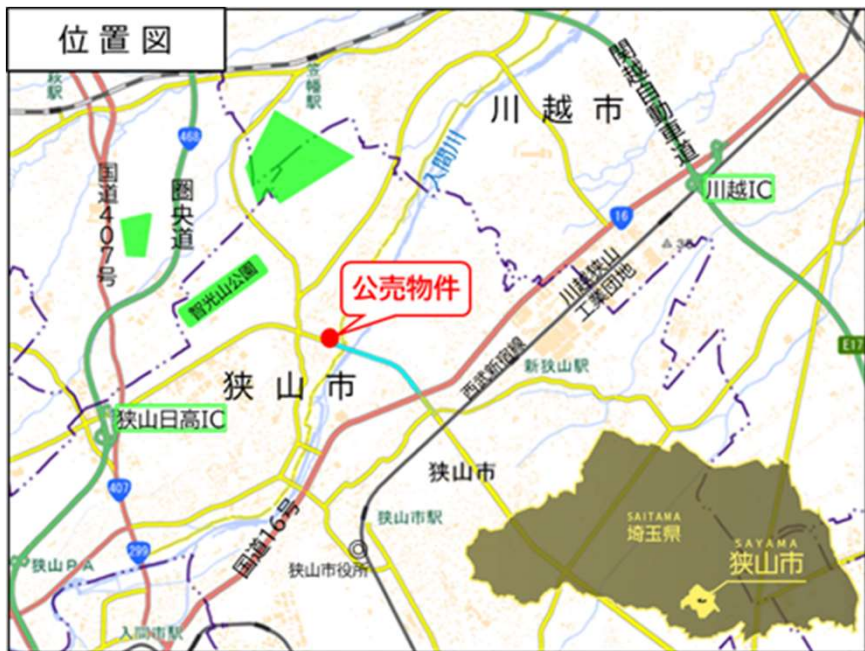 位置図
萩駅
笠幡駅
川越市
関越自動車道
468
入間川
川越IC
国道407号
圏央道
16
智光山公園
公売物件
川越狭山
工業団地
E17
西武新宿線
新狭山駅
狭山市
狭山日高IC
狭山市
407
狭山市駅
SAITAMA
埼玉県
SAYAMA
狭山市
国道16号
299
狭山PA
狭山市役所
入間市駅